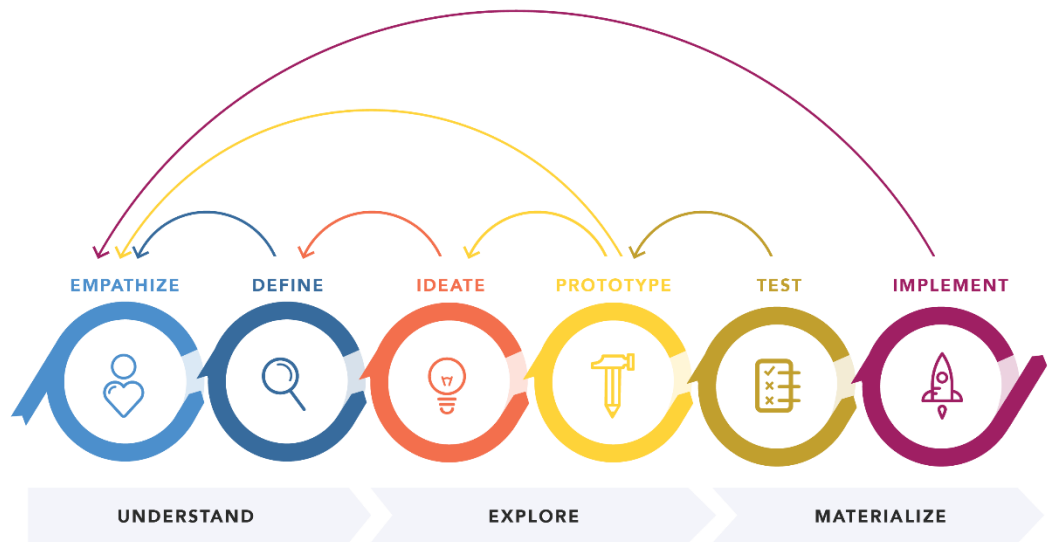 EMPATHIZE
DEFINE
IDEATE
PROTOTYPE
TEST
IMPLEMENT
UNDERSTAND
EXPLORE
MATERIALIZE